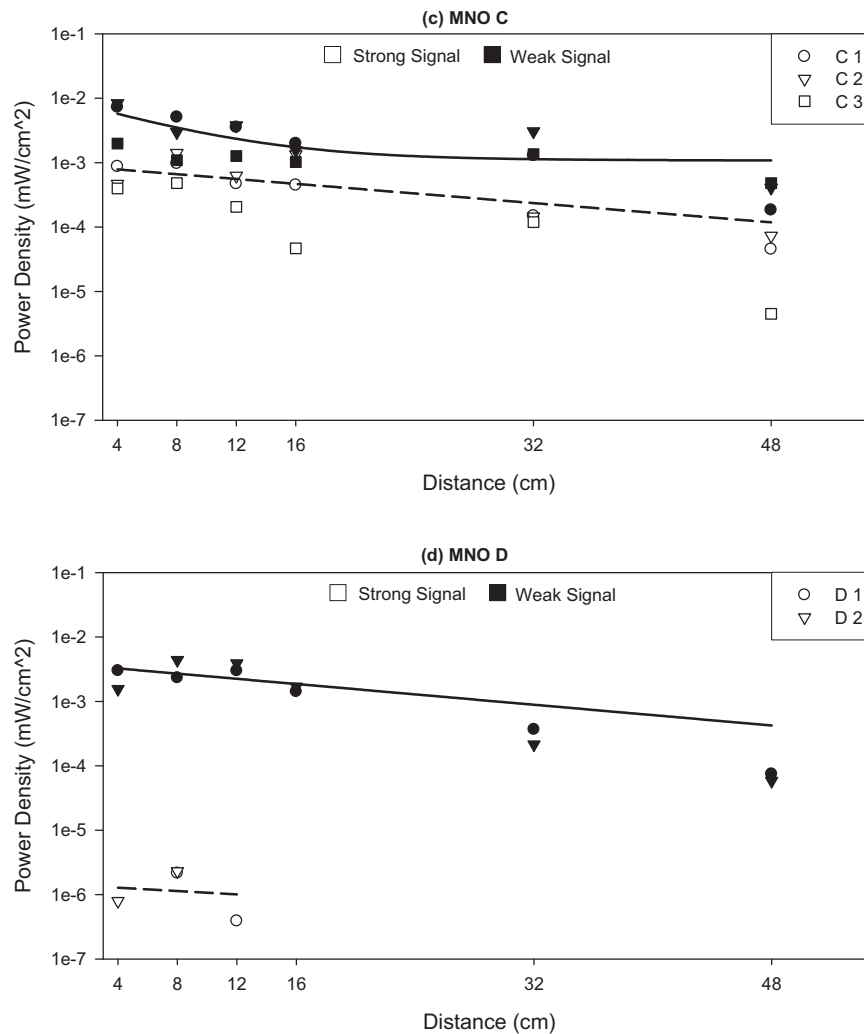 (c) MNO C
1e-1
1e-2
1e-3
1e-4
1e-5
1e-6
1e-7
Power Density (mW/cm^2)
Strong Signal Weak Signal
C 1
C 2
C 3
4 8 12 16 32 48
Distance (cm)
(d) MNO D
1e-1
1e-2
1e-3
1e-4
1e-5
1e-6
1e-7
Power Density (mW/cm^2)
Strong Signal Weak Signal
D 1
D 2
4 8 12 16 32 48
Distance (cm)